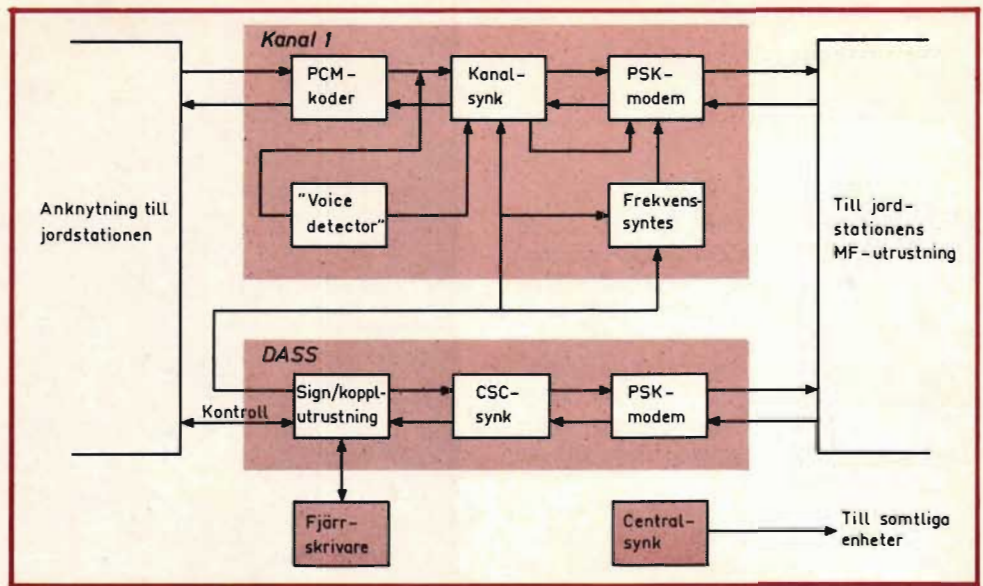 Kanal 1
PCM-
koder
Kanal-
synk
PSK-
modem
"Voice
detector"
Frekvens-
syntes
Anknytning till
jordstationen
Till jord-
stationens
MF-utrustning
DASS
Sign/koppl-
utrustning
CSC-
synk
PSK-
modem
Kontroll
Fjärr-
skrivare
Central-
synk
Till samtliga
enheter